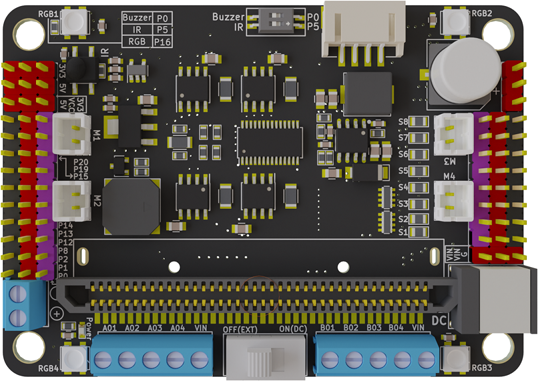 RGB1
Buzzer P0
IR P5
RGB P16
Buzzer P0
IR P5
RGB2
IR
3V3
5V
3V3
VCC
5V
M1
P20
P19
P15
M2
P14
P13
P12
P8
P2
P1
P0
S8
S7
S6
S5
S4
S3
S2
S1
M3
M4
VIN
VIN
G
DC
Power
A01 A02 A03 A04 VIN
OFF(EXT) ON(DC)
B01 B02 B03 B04 VIN
RGB4
RGB3